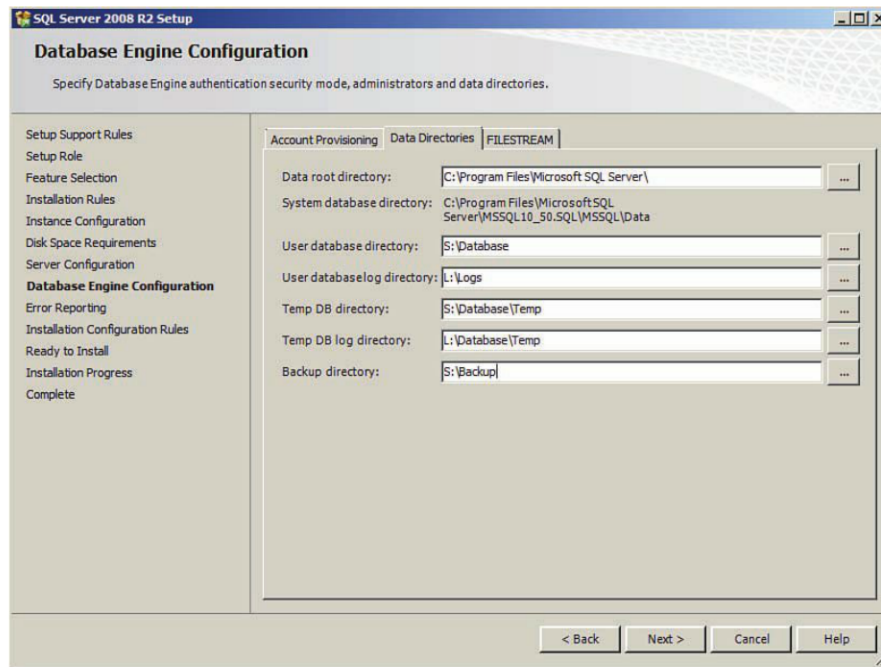 SQL Server 2008 R2 Setup
Database Engine Configuration
Specify Database Engine authentication security mode, administrators and data directories.
Setup Support Rules
Setup Role
Feature Selection
Installation Rules
Instance Configuration
Disk Space Requirements
Server Configuration
Database Engine Configuration
Error Reporting
Installation Configuration Rules
Ready to Install
Installation Progress
Complete
Account Provisioning Data Directories FILESTREAM
Data root directory: C:\Program Files\Microsoft SQL Server\ ...
System database directory: C:\Program Files\Microsoft SQL
Server\MSSQL10_50.SQL\MSSQL\Data
User database directory: S:\Database ...
User database log directory: L:\Logs ...
Temp DB directory: S:\Database\Temp ...
Temp DB log directory: L:\Database\Temp ...
Backup directory: S:\Backup ...
< Back Next > Cancel Help